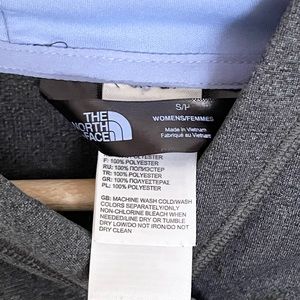 S/P
WOMENS/FEMMES
Made in Vietnam
Fabriqué au Vietnam
THE
NORTH
FACE
F: 100% POLYESTER
RU: 100% ПОЛИЭСТЕР
TR: 100% POLYESTER
GR: 100% ΠΟΛΥΕΣΤΕΡΑΣ
PL: 100% POLYESTER
GB: MACHINE WASH COLD/WASH
COLORS SEPARATELY/ONLY
NON-CHLORINE BLEACH WHEN
NEEDED/LINE DRY OR TUMBLE
DRY LOW/DO NOT IRON/DO NOT
DRY CLEAN